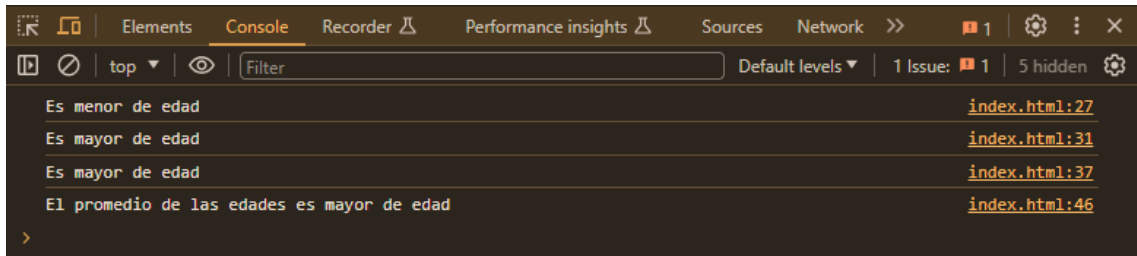 Elements Console Recorder Performance insights Sources Network >> 1
top ▼ Filter Default levels ▼ 1 Issue: 1 5 hidden
Es menor de edad index.html:27
Es mayor de edad index.html:31
Es mayor de edad index.html:37
El promedio de las edades es mayor de edad index.html:46
>